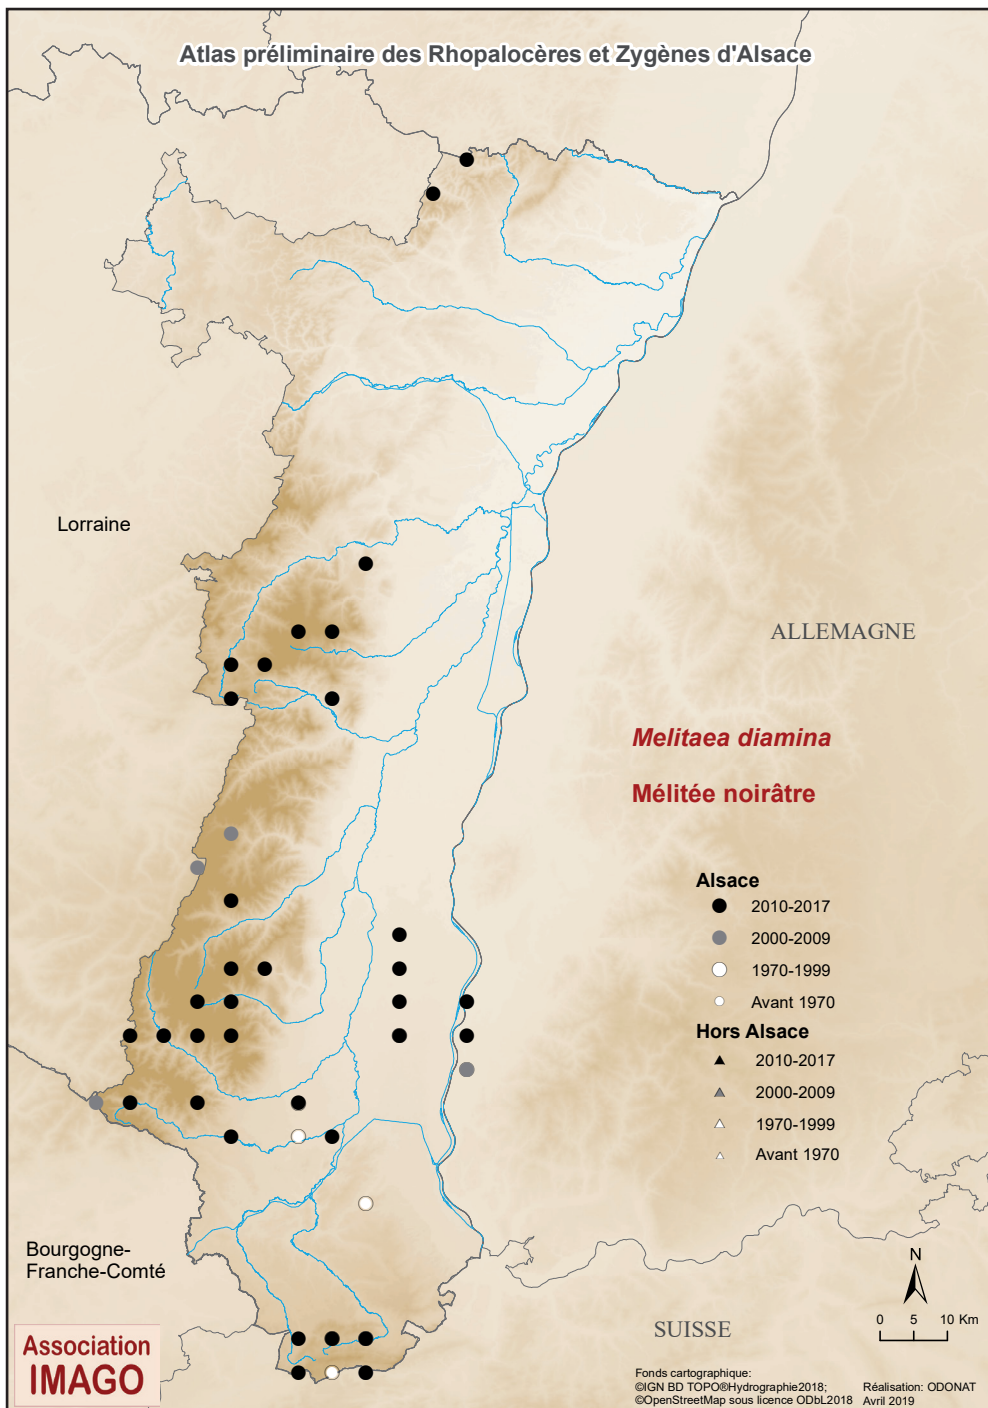 Atlas préliminaire des Rhopalocères et Zygènes d'Alsace
Lorraine
ALLEMAGNE
Melitaea diamina
Mélitée noirâtre
Alsace
2010-2017
2000-2009
1970-1999
Avant 1970
Hors Alsace
2010-2017
2000-2009
1970-1999
Avant 1970
Bourgogne-
Franche-Comté
N
0 5 10 Km
SUISSE
Association
IMAGO
Fonds cartographique:
©IGN BD TOPO®Hydrographie2018;
©OpenStreetMap sous licence ODbL2018
Réalisation: ODONAT
Avril 2019